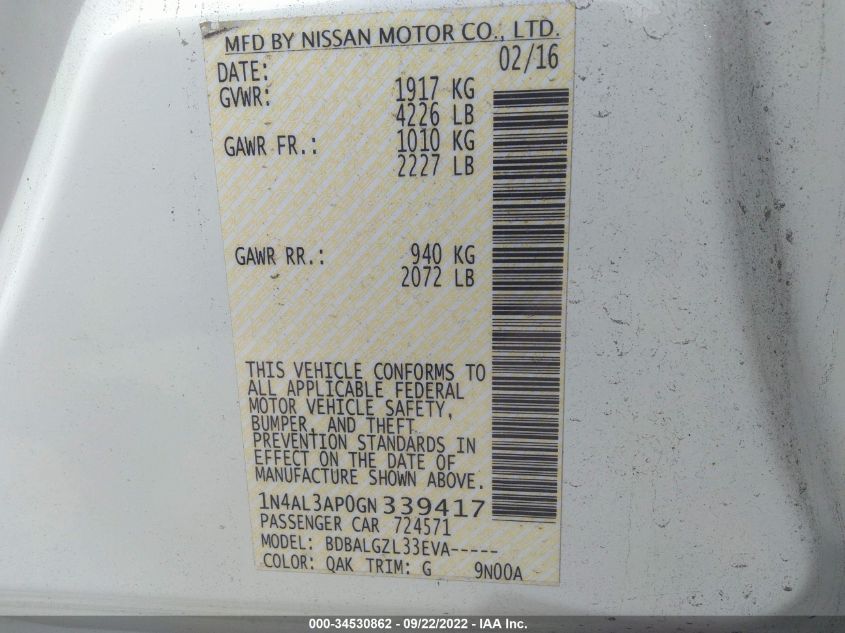 MFD BY NISSAN MOTOR CO., LTD.
DATE: 02/16
GVWR: 1917 KG
4226 LB
GAWR FR.: 1010 KG
2227 LB
GAWR RR.: 940 KG
2072 LB
THIS VEHICLE CONFORMS TO
ALL APPLICABLE FEDERAL
MOTOR VEHICLE SAFETY,
BUMPER, AND THEFT
PREVENTION STANDARDS IN
EFFECT ON THE DATE OF
MANUFACTURE SHOWN ABOVE.
1N4AL3AP0GN339417
PASSENGER CAR 724571
MODEL: BDBALGZL33EVA-----
COLOR: QAK TRIM: G 9N00A
000-34530862 - 09/22/2022 - IAA Inc.